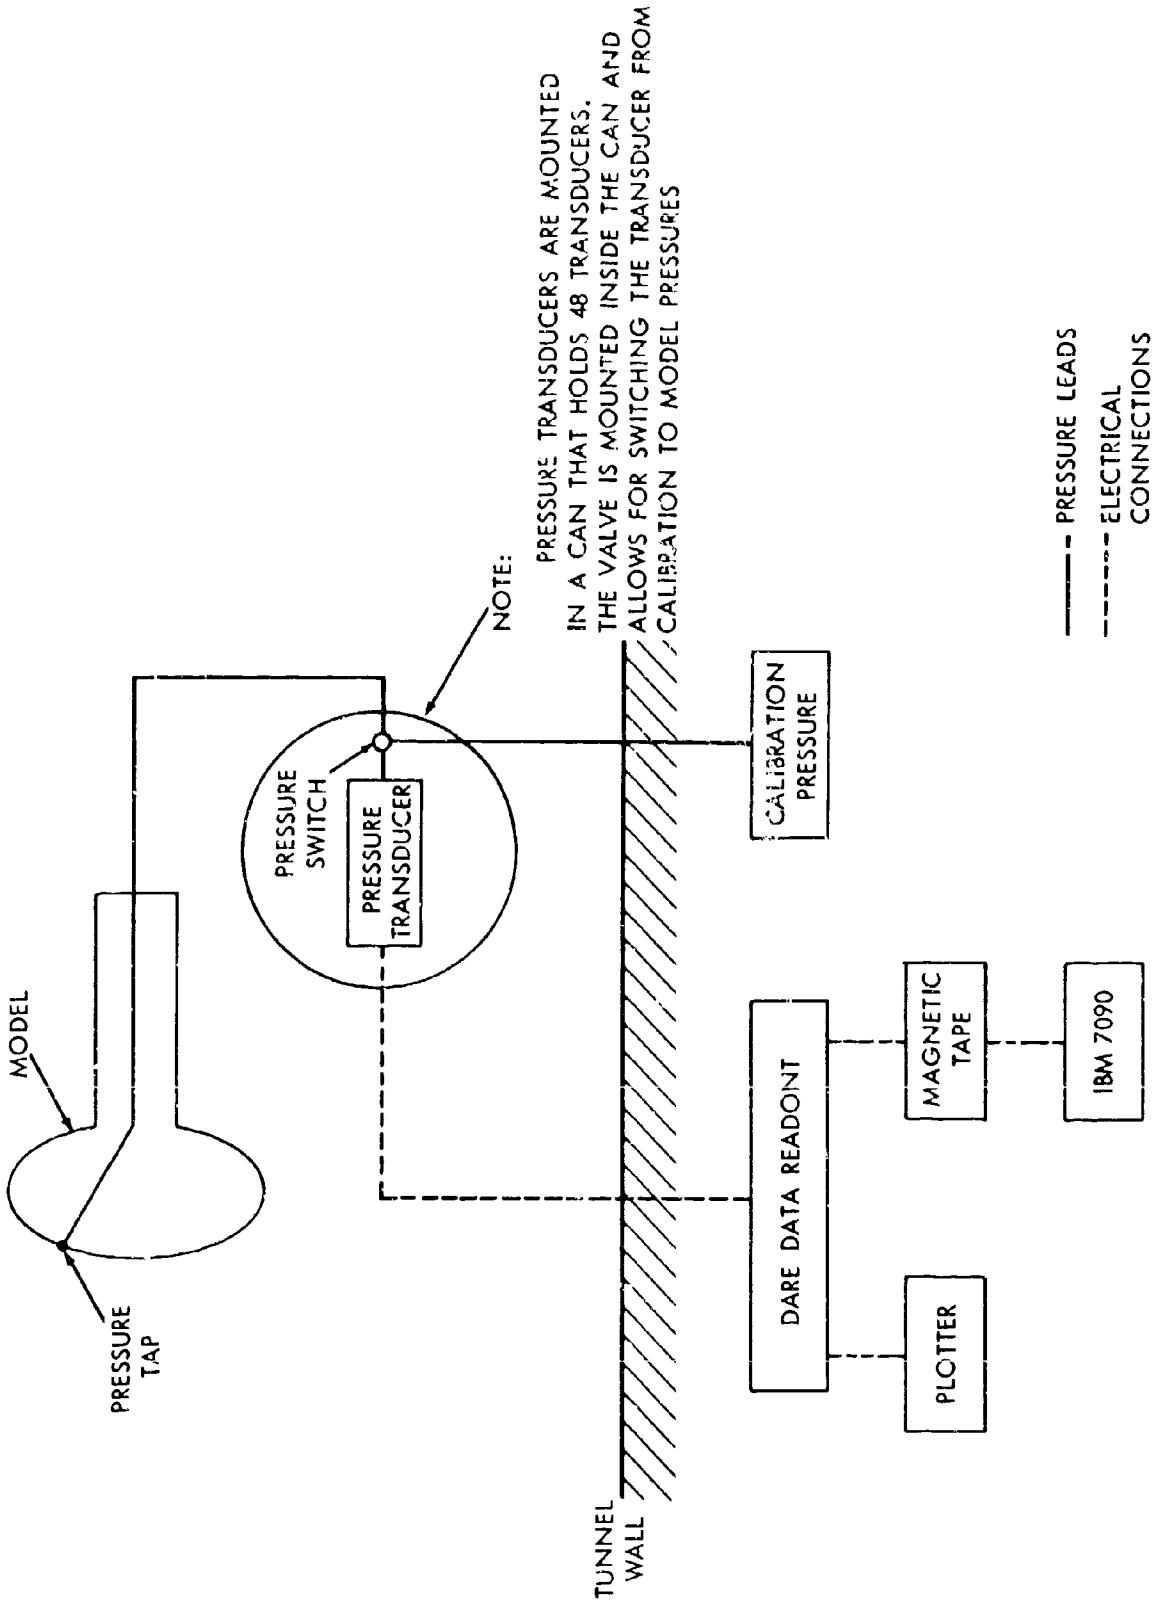 MODEL
PRESSURE
TAP
PRESSURE
SWITCH
PRESSURE
TRANSDUCER
NOTE:
PRESSURE TRANSDUCERS ARE MOUNTED
IN A CAN THAT HOLDS 48 TRANSDUCERS.
THE VALVE IS MOUNTED INSIDE THE CAN AND
ALLOWS FOR SWITCHING THE TRANSDUCER FROM
CALIBRATION TO MODEL PRESSURES
TUNNEL
WALL
CALIBRATION
PRESSURE
DARE DATA READONT
PLOTTER
MAGNETIC
TAPE
IBM 7090
PRESSURE LEADS
ELECTRICAL
CONNECTIONS